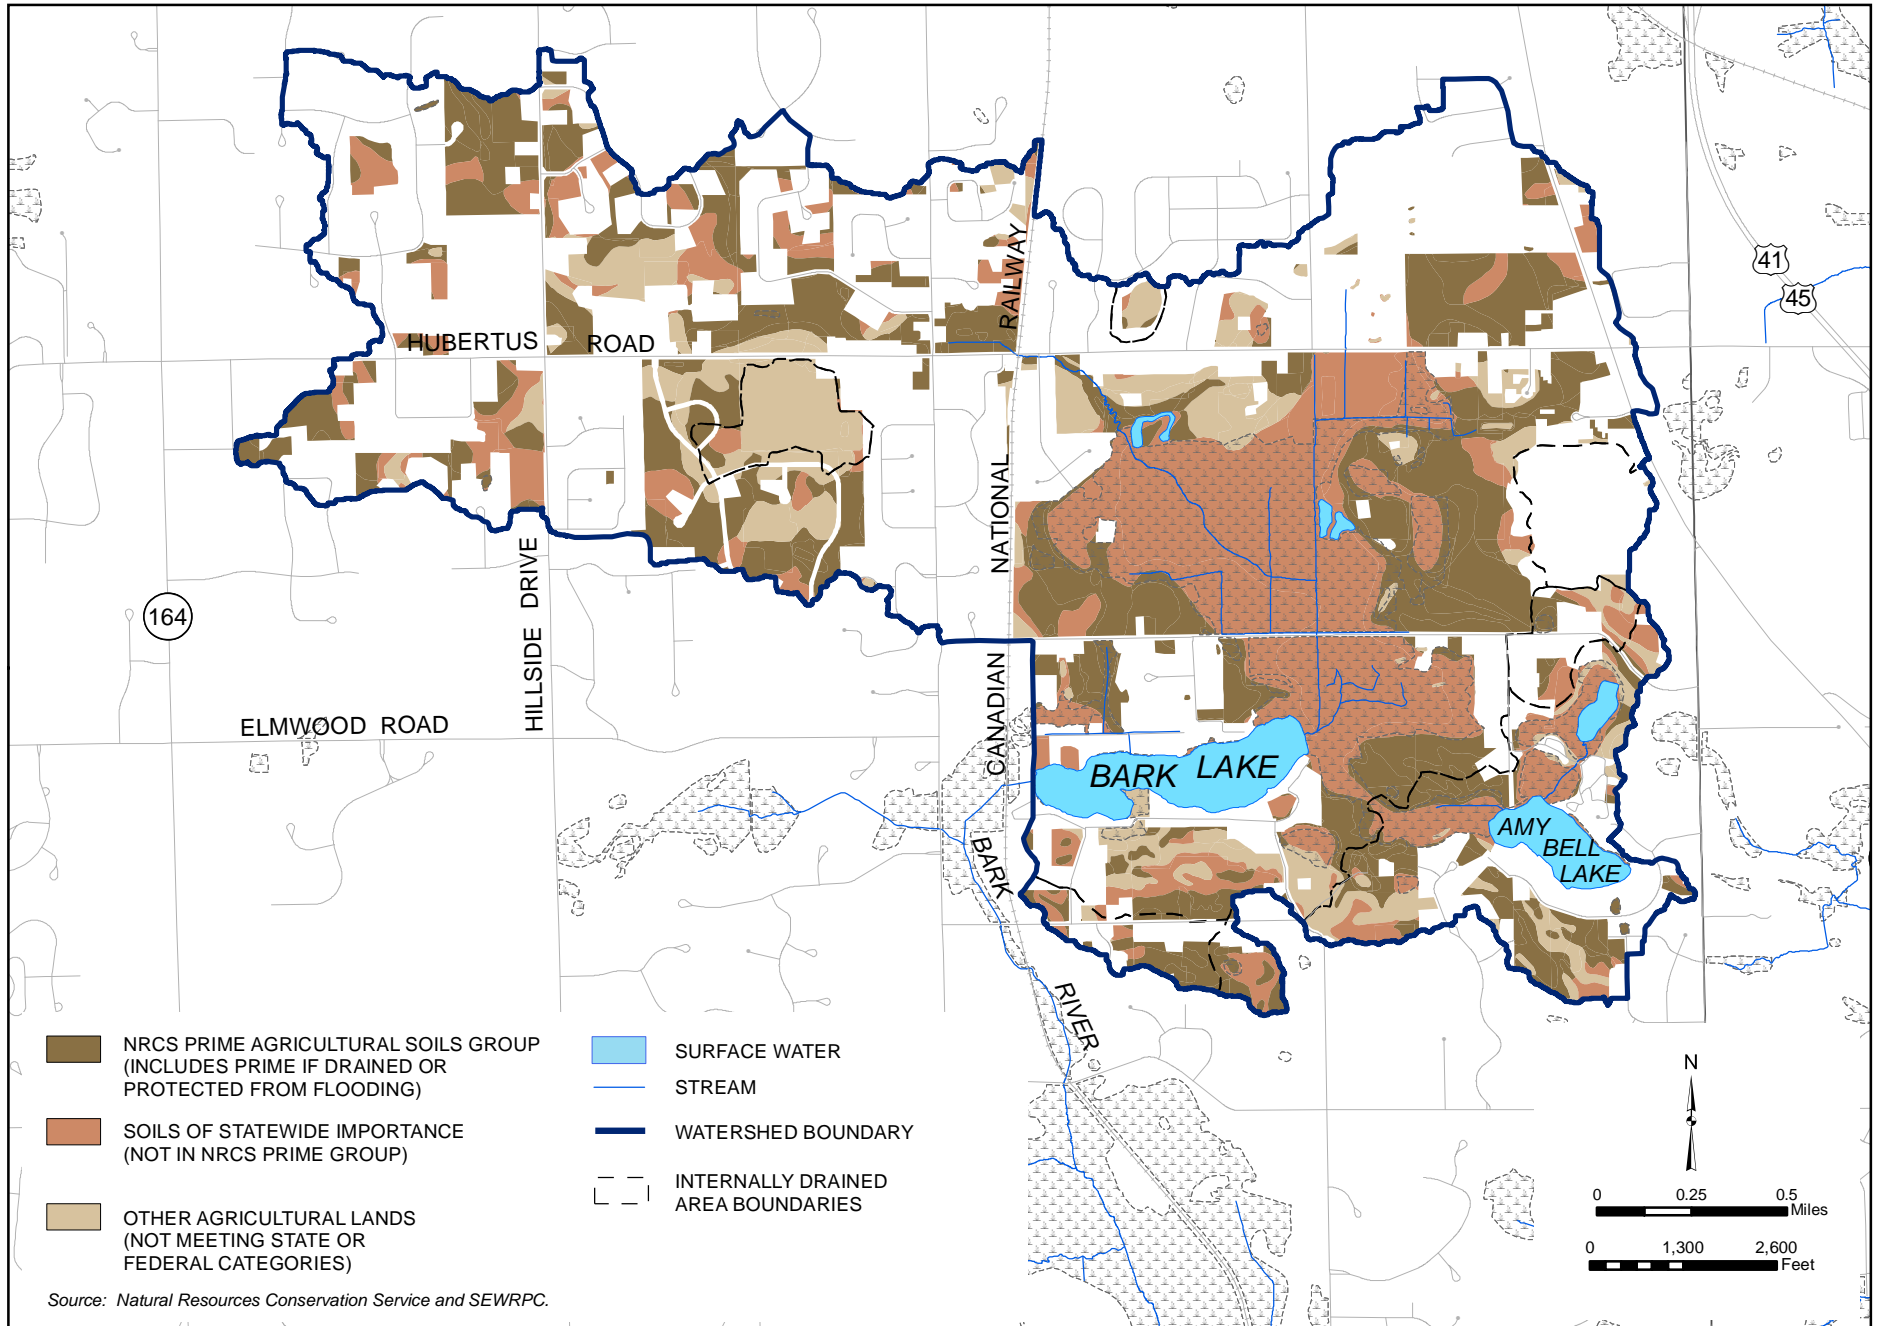 41
45
RAILWAY
HUBERTUS ROAD
NATIONAL
HILLSIDE DRIVE
164
CANADIAN
ELMWOOD ROAD
BARK LAKE
AMY
BELL
LAKE
BARK
RIVER
NRCS PRIME AGRICULTURAL SOILS GROUP
(INCLUDES PRIME IF DRAINED OR
PROTECTED FROM FLOODING)
SOILS OF STATEWIDE IMPORTANCE
(NOT IN NRCS PRIME GROUP)
OTHER AGRICULTURAL LANDS
(NOT MEETING STATE OR
FEDERAL CATEGORIES)
SURFACE WATER
STREAM
WATERSHED BOUNDARY
INTERNALLY DRAINED
AREA BOUNDARIES
N
0 0.25 0.5
Miles
0 1,300 2,600
Feet
Source: Natural Resources Conservation Service and SEWRPC.